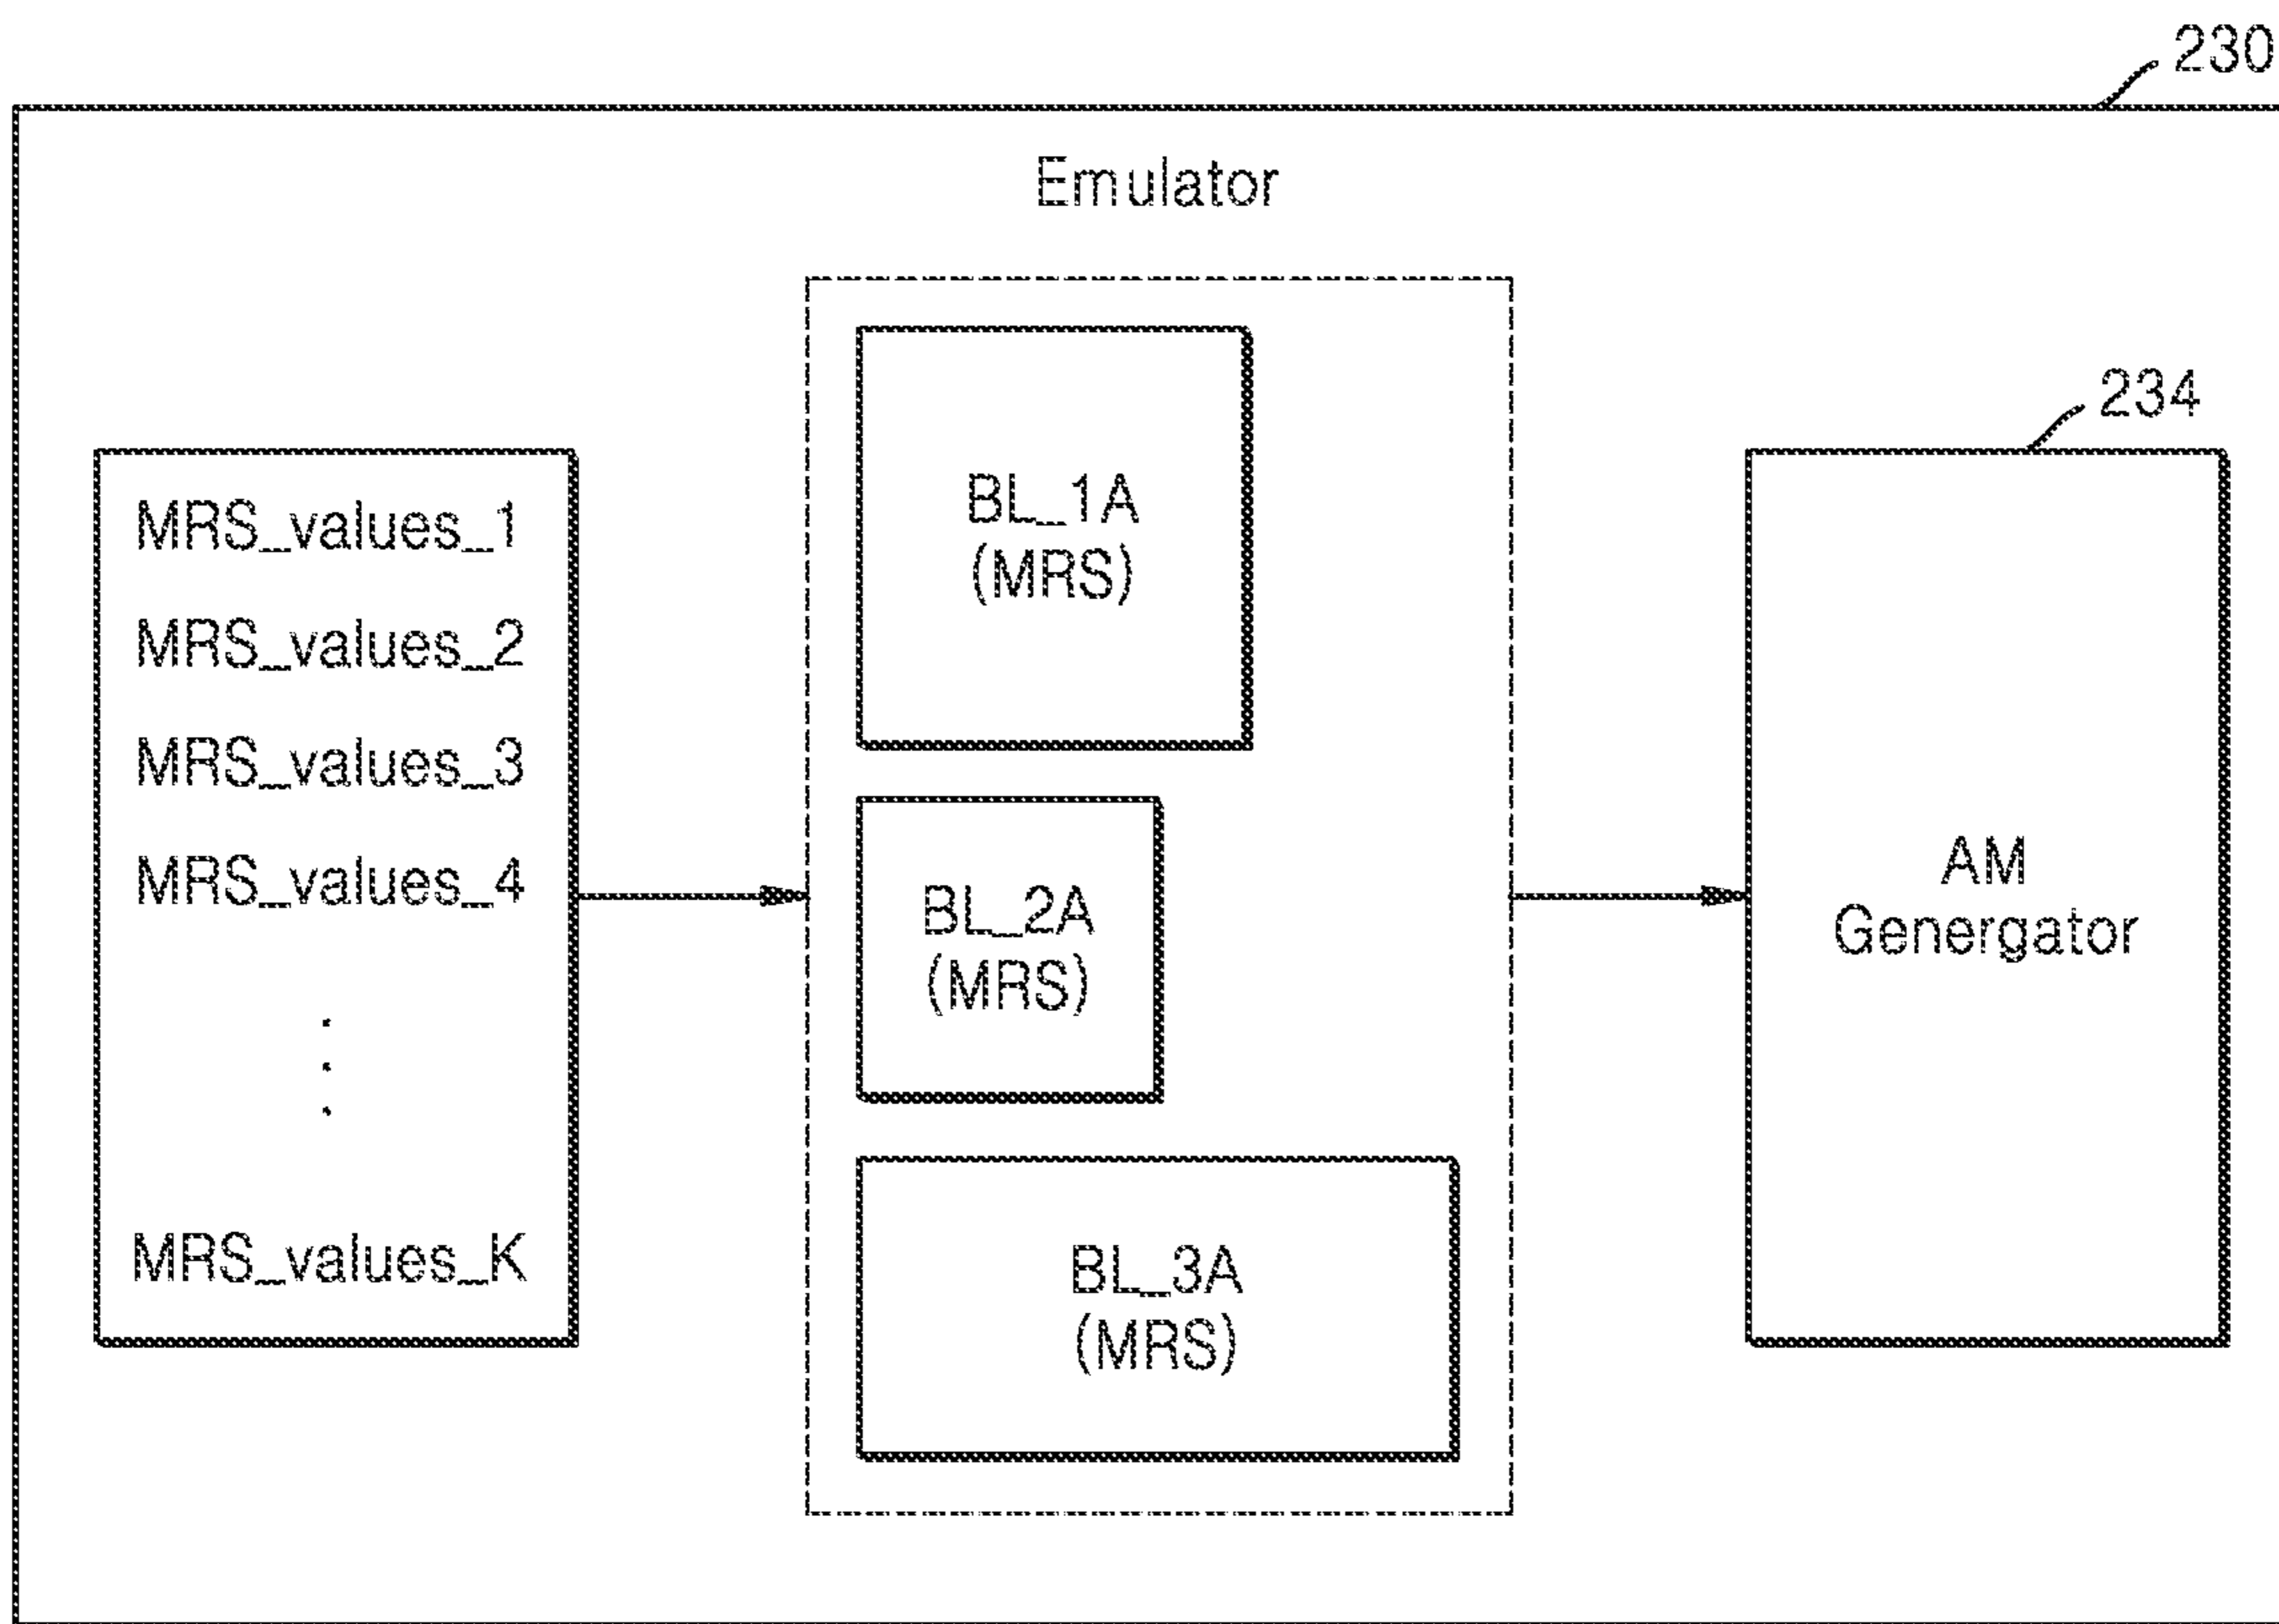 230
Emulator
234
MRS_values_1
MRS_values_2
MRS_values_3
MRS_values_4
MRS_values_K
BL_1A
(MRS)
BL_2A
(MRS)
BL_3A
(MRS)
AM
Genergator